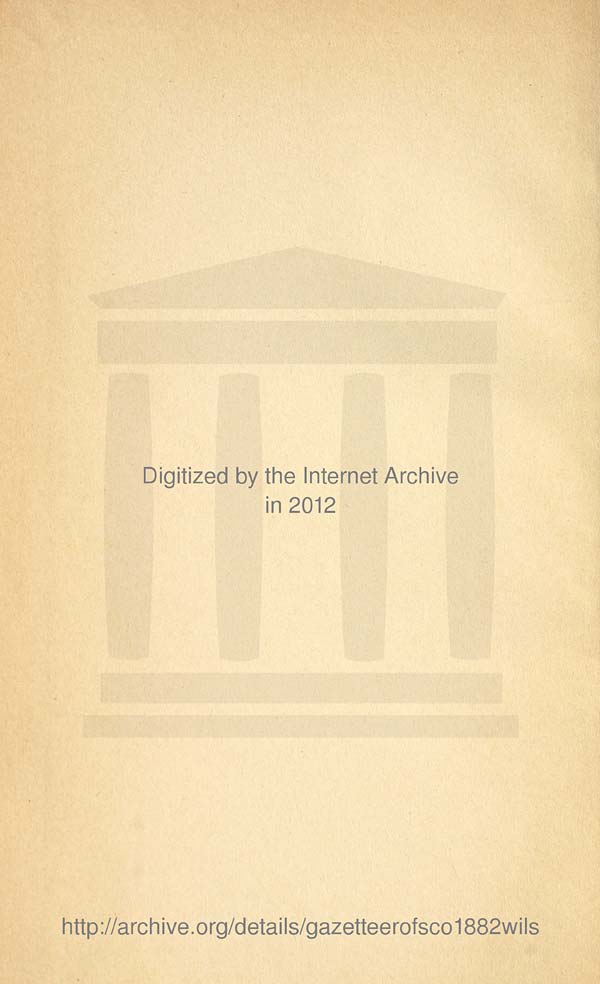 Digitized by the Internet Archive
in 2012
http://archive.org/details/gazetteerofsco1882wils